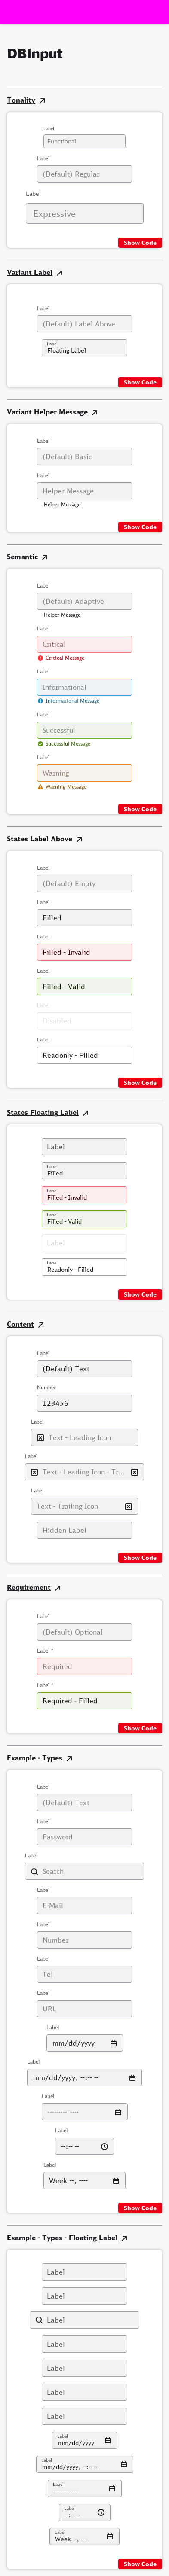 DBInput
Tonality
Label
Functional
Label
(Default) Regular
Label
Expressive
Show Code
Variant Label
Label
(Default) Label Above
Label
Floating Label
Show Code
Variant Helper Message
Label
(Default) Basic
Label
Helper Message
Helper Message
Show Code
Semantic
Label
(Default) Adaptive
Helper Message
Label
Critical
Critical Message
Label
Informational
Informational Message
Label
Successful
Successful Message
Label
Warning
Warning Message
Show Code
States Label Above
Label
(Default) Empty
Label
Filled
Label
Filled - Invalid
Label
Filled - Valid
Label
Disabled
Label
Readonly - Filled
Show Code
States Floating Label
Label
Label
Filled
Label
Filled - Invalid
Label
Filled - Valid
Label
Label
Readonly - Filled
Show Code
Content
Label
(Default) Text
Number
123456
Label
Text - Leading Icon
Label
Text - Leading Icon - Tr...
Label
Text - Trailing Icon
Hidden Label
Show Code
Requirement
Label
(Default) Optional
Label *
Required
Label *
Required - Filled
Show Code
Example - Types
Label
(Default) Text
Label
Password
Label
Search
Label
E-Mail
Label
Number
Label
Tel
Label
URL
Label
mm/dd/yyyy
Label
mm/dd/yyyy, --:-- --
Label
--------- ----
Label
--:-- --
Label
Week --, ----
Show Code
Example - Types - Floating Label
Label
Label
Label
Label
Label
Label
Label
Label
mm/dd/yyyy
Label
mm/dd/yyyy, --:-- --
Label
--------- ----
Label
--:-- --
Label
Week --, ----
Show Code